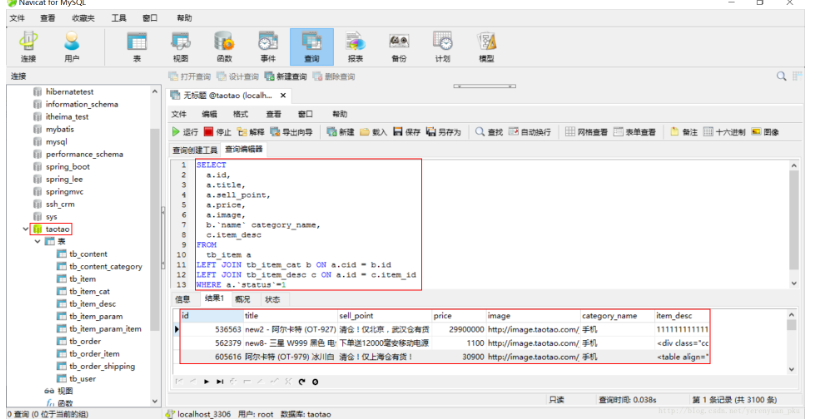 Navicat for MySQL
文件 查看 收藏夹 工具 窗口 帮助
连接 用户 表 视图 函数 事件 查询 报表 备份 计划 模型
连接
打开查询 设计查询 新建查询 删除查询
hibernatetest
information_schema
itheima_test
mybatis
mysql
performance_schema
spring_boot
spring_lee
springmvc
ssh_crm
sys
taotao
表
tb_content
tb_content_category
tb_item
tb_item_cat
tb_item_desc
tb_item_param
tb_item_param_item
tb_order
tb_order_item
tb_order_shipping
tb_user
视图
函数
无标题 @taotao (localh...
文件 编辑 格式 查看 窗口 帮助
运行 停止 解释 导出向导 新建 载入 保存 另存为 查找 自动换行 网格查看 表单查看 备注 十六进制 图像
查询创建工具 查询编辑器
1 SELECT
2 a.id,
3 a.title,
4 a.sell_point,
5 a.price,
6 a.image,
7 b.`name` category_name,
8 c.item_desc
9 FROM
10 tb_item a
11 LEFT JOIN tb_item_cat b ON a.cid = b.id
12 LEFT JOIN tb_item_desc c ON a.id = c.item_id
13 WHERE a.`status`=1
信息 结果1 概况 状态
id title sell_point price image category_name item_desc
536563 new2 - 阿尔卡特 (OT-927) 清仓！仅北京，武汉仓有货 29900000 http://image.taotao.com/ 手机 111111111111
562379 new8- 三星 W999 黑色 电 下单送12000毫安移动电源 1100 http://image.taotao.com/ 手机 <div class="cc
605616 阿尔卡特 (OT-979) 冰川白 清仓！仅上海仓有货！ 30900 http://image.taotao.com/ 手机 <table align="
只读 查询时间: 0.038s 第 1 条记录 (共 3100 条)
0 查询 (0 位于当前的组) localhost_3306 用户: root 数据库: taotao